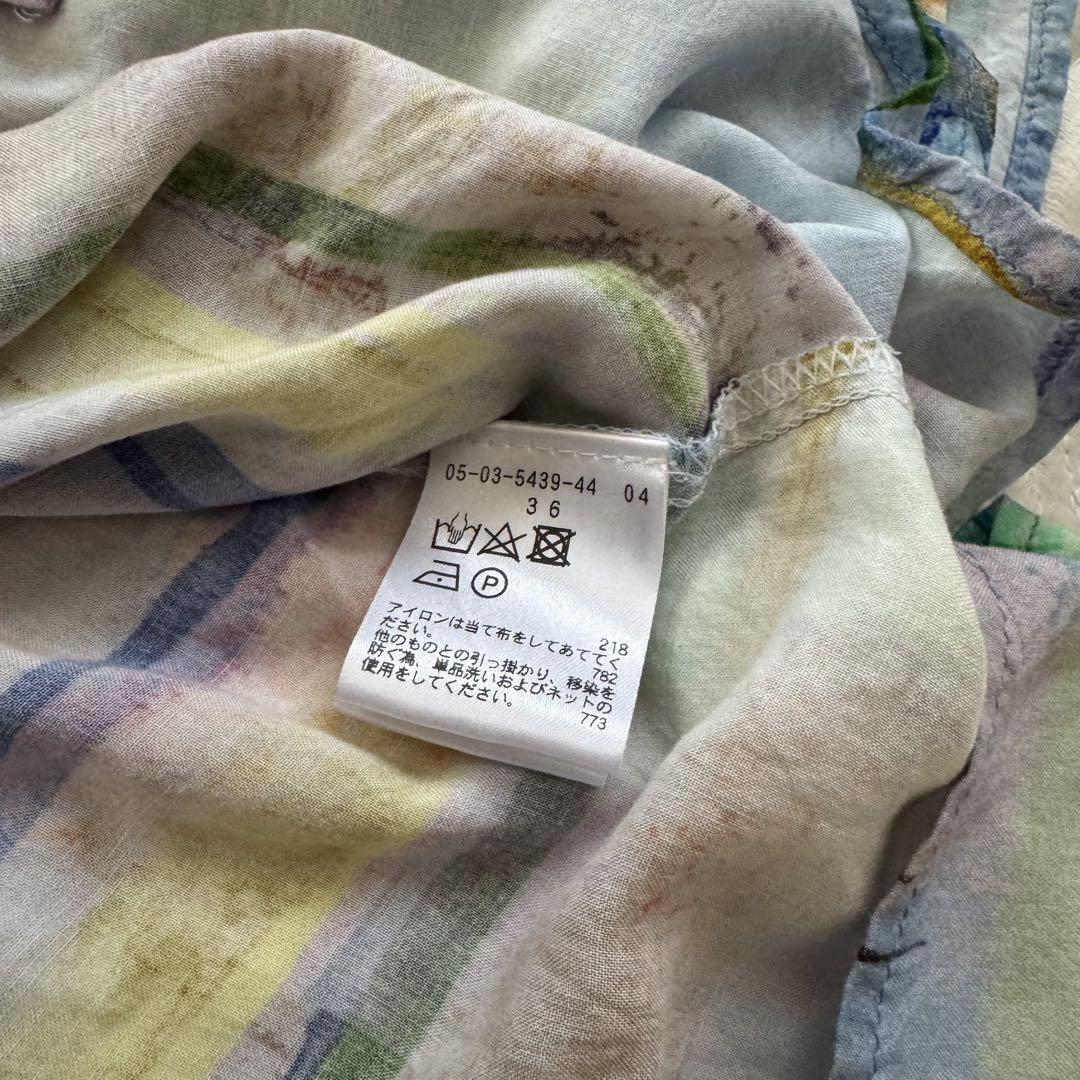 05-03-5439-44 04
36
P
アイロンは当て布をしてあててく 218
ださい。
他のものとの引っ掛かり、移染を 782
防ぐ為、単品洗いおよびネットの
使用をしてください。 773